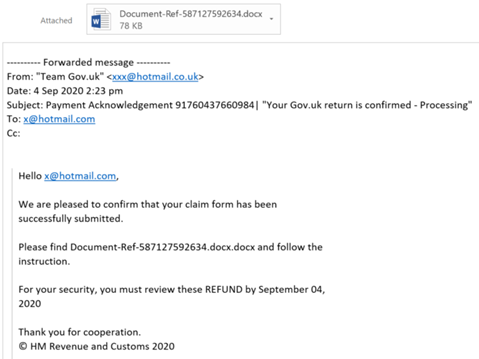 Attached
Document-Ref-587127592634.docx
78 KB
---------- Forwarded message ----------
From: "Team Gov.uk" <xxx@hotmail.co.uk>
Date: 4 Sep 2020 2:23 pm
Subject: Payment Acknowledgement 91760437660984| "Your Gov.uk return is confirmed - Processing"
To: x@hotmail.com
Cc:
Hello x@hotmail.com,
We are pleased to confirm that your claim form has been
successfully submitted.
Please find Document-Ref-587127592634.docx.docx and follow the
instruction.
For your security, you must review these REFUND by September 04,
2020
Thank you for cooperation.
© HM Revenue and Customs 2020